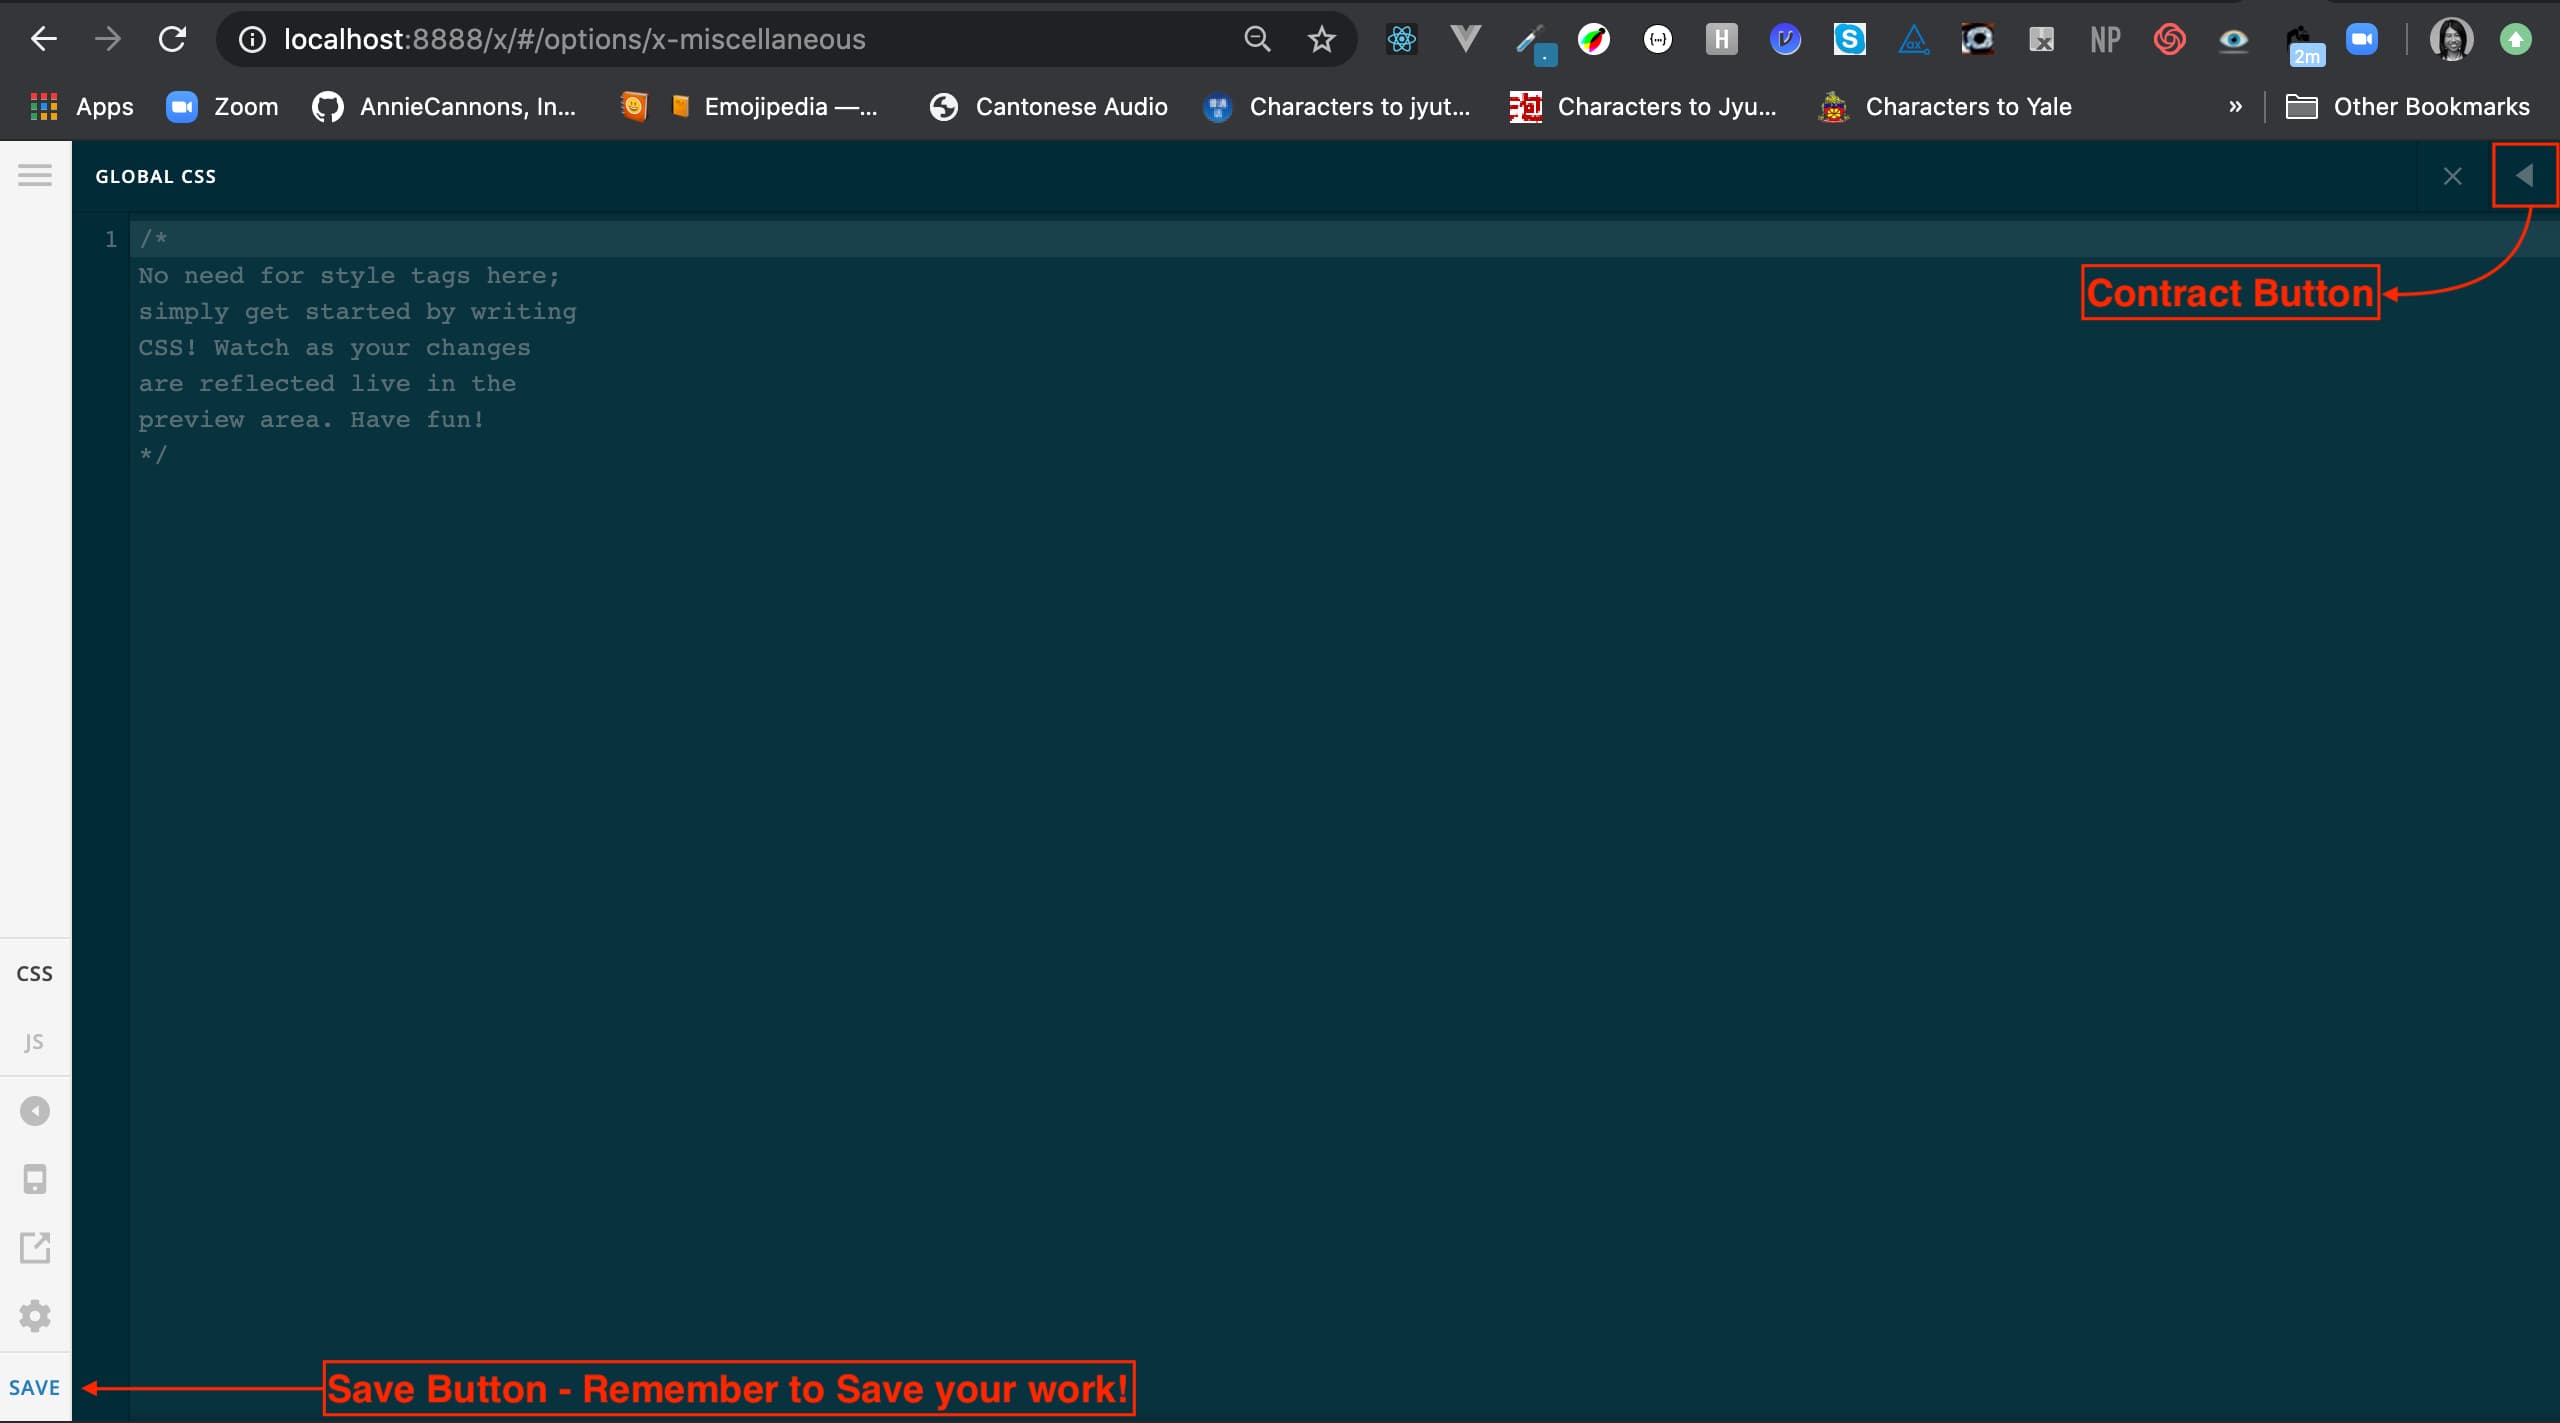 localhost:8888/x/#/options/x-miscellaneous
H
S
ax
x
NP
2m
Apps
Zoom
AnnieCannons, In...
Emojipedia —...
Cantonese Audio
Characters to jyut...
Characters to Jyu...
Characters to Yale
»
Other Bookmarks
GLOBAL CSS
1 /*
No need for style tags here;
simply get started by writing
CSS! Watch as your changes
are reflected live in the
preview area. Have fun!
*/
Contract Button
CSS
JS
SAVE
Save Button - Remember to Save your work!